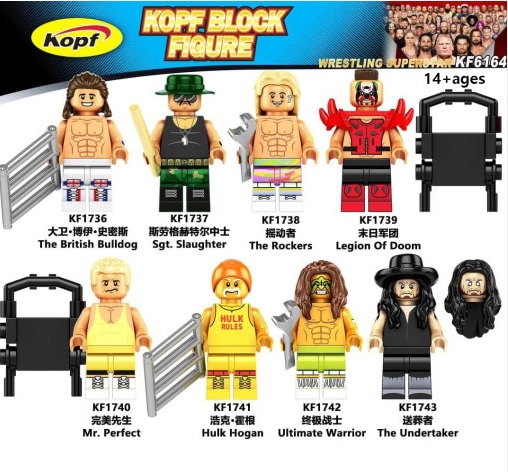 Kopf
KOPF BLOCK
FIQURE
WRESTLING SUPERSTAR KF6164
14+ages
KF1736
大卫·博伊·史密斯
The British Bulldog
KF1737
斯劳格赫特尔中士
Sgt. Slaughter
KF1738
摇动者
The Rockers
KF1739
末日军团
Legion Of Doom
HULK
RULES
KF1740
完美先生
Mr. Perfect
KF1741
浩克·霍根
Hulk Hogan
KF1742
终极战士
Ultimate Warrior
KF1743
送葬者
The Undertaker